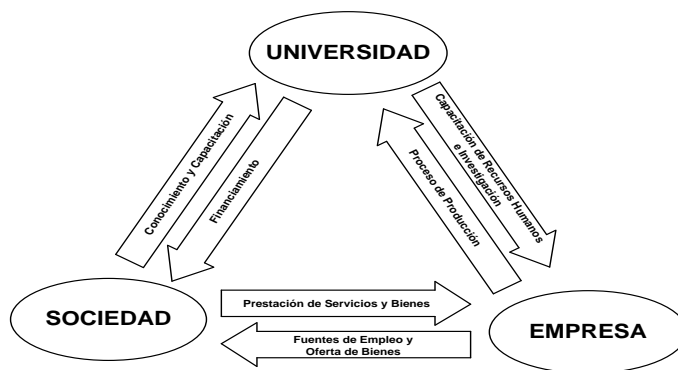 UNIVERSIDAD
Conocimiento y Capacitación
Financiamiento
Proceso de Producción
Capacitación de Recursos Humanos
e Investigación
SOCIEDAD
Prestación de Servicios y Bienes
Fuentes de Empleo y
Oferta de Bienes
EMPRESA